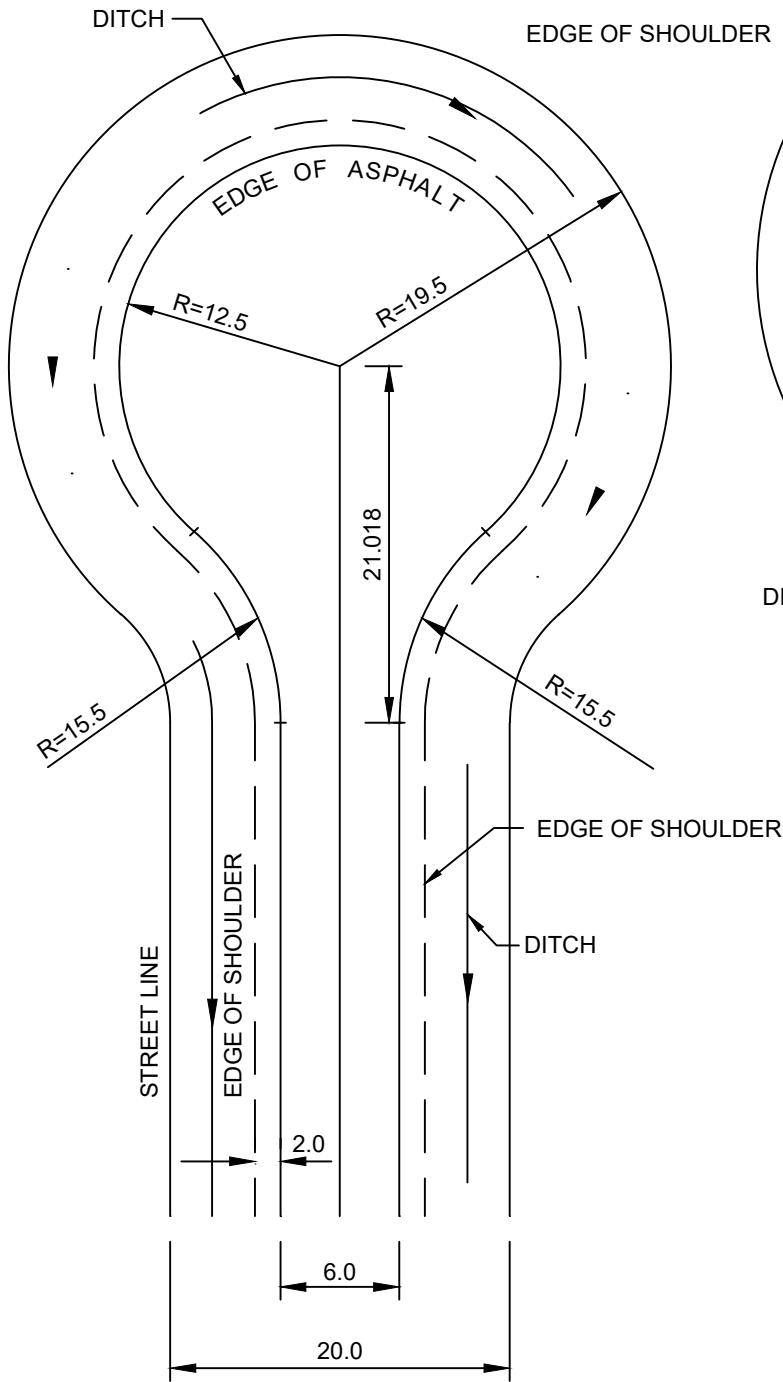 DITCH
EDGE OF SHOULDER
EDGE OF ASPHALT
R=12.5
R=19.5
21.018
R=15.5
R=15.5
EDGE OF SHOULDER
DITCH
STREET LINE
EDGE OF SHOULDER
2.0
6.0
20.0